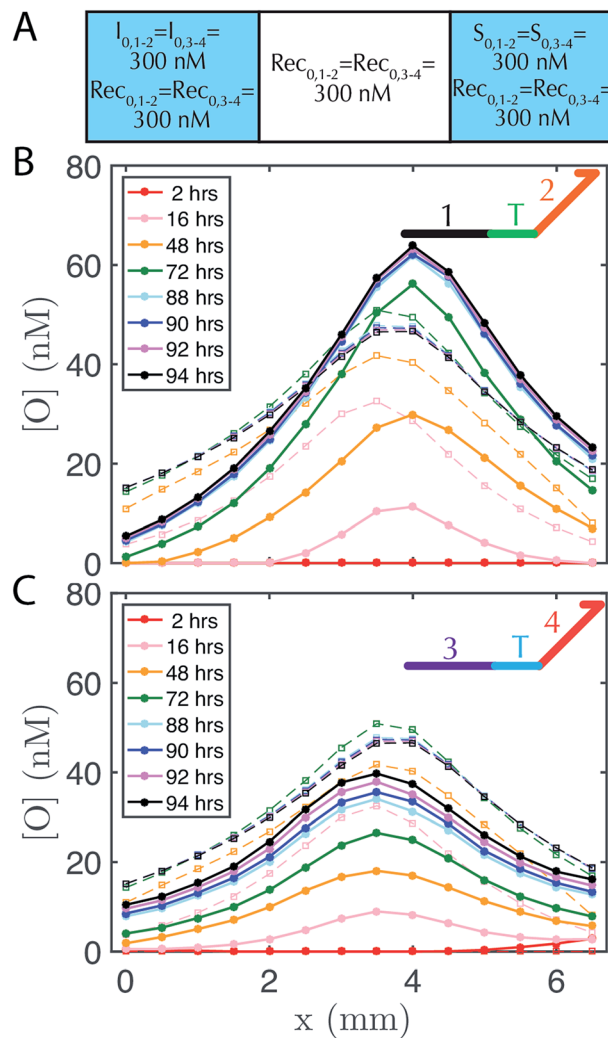 A
I0,1-2=I0,3-4=
300 nM
Rec0,1-2=Rec0,3-4=
300 nM
Rec0,1-2=Rec0,3-4=
300 nM
S0,1-2=S0,3-4=
300 nM
Rec0,1-2=Rec0,3-4=
300 nM
B
80
60
40
20
0
[O] (nM)
2 hrs
16 hrs
48 hrs
72 hrs
88 hrs
90 hrs
92 hrs
94 hrs
1
T
2
C
80
60
40
20
0
[O] (nM)
2 hrs
16 hrs
48 hrs
72 hrs
88 hrs
90 hrs
92 hrs
94 hrs
3
T
4
0
2
4
6
x (mm)